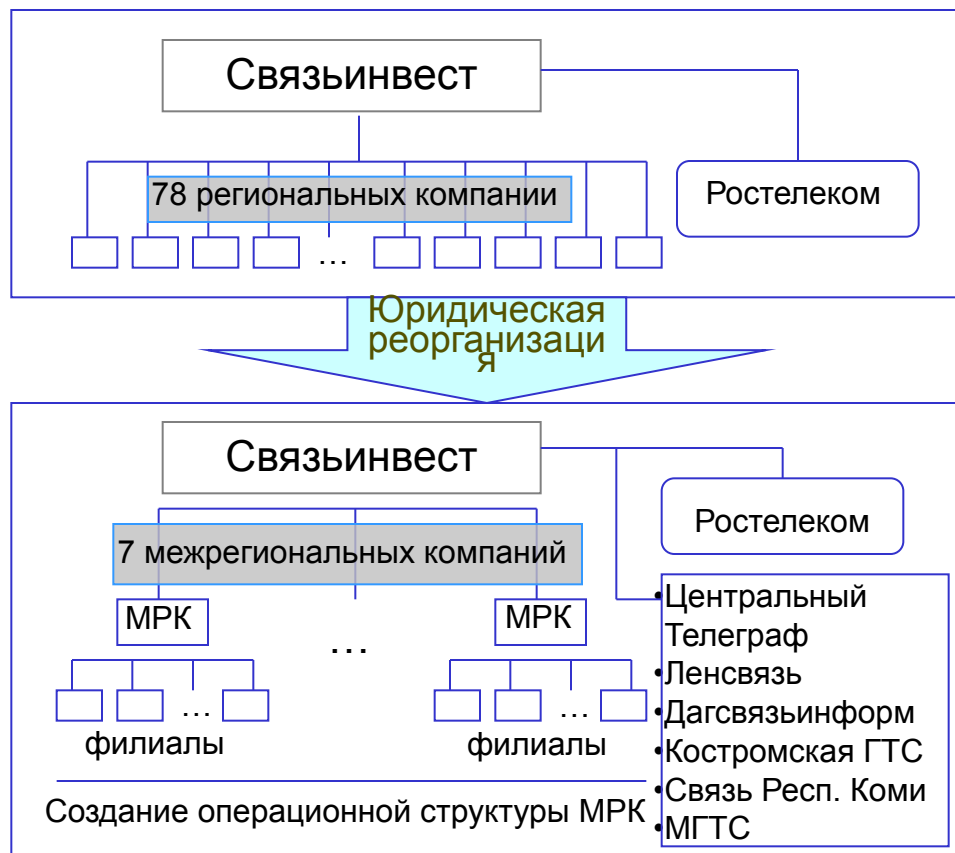 Связьинвест
78 региональных компании
Ростелеком
...
Юридическая
реорганизаци
я
Связьинвест
Ростелеком
7 межрегиональных компаний
МРК
...
МРК
...
...
филиалы
филиалы
•Центральный
Телеграф
•Ленсвязь
•Дагсвязьинформ
•Костромская ГТС
•Связь Респ. Коми
•МГТС
Создание операционной структуры МРК